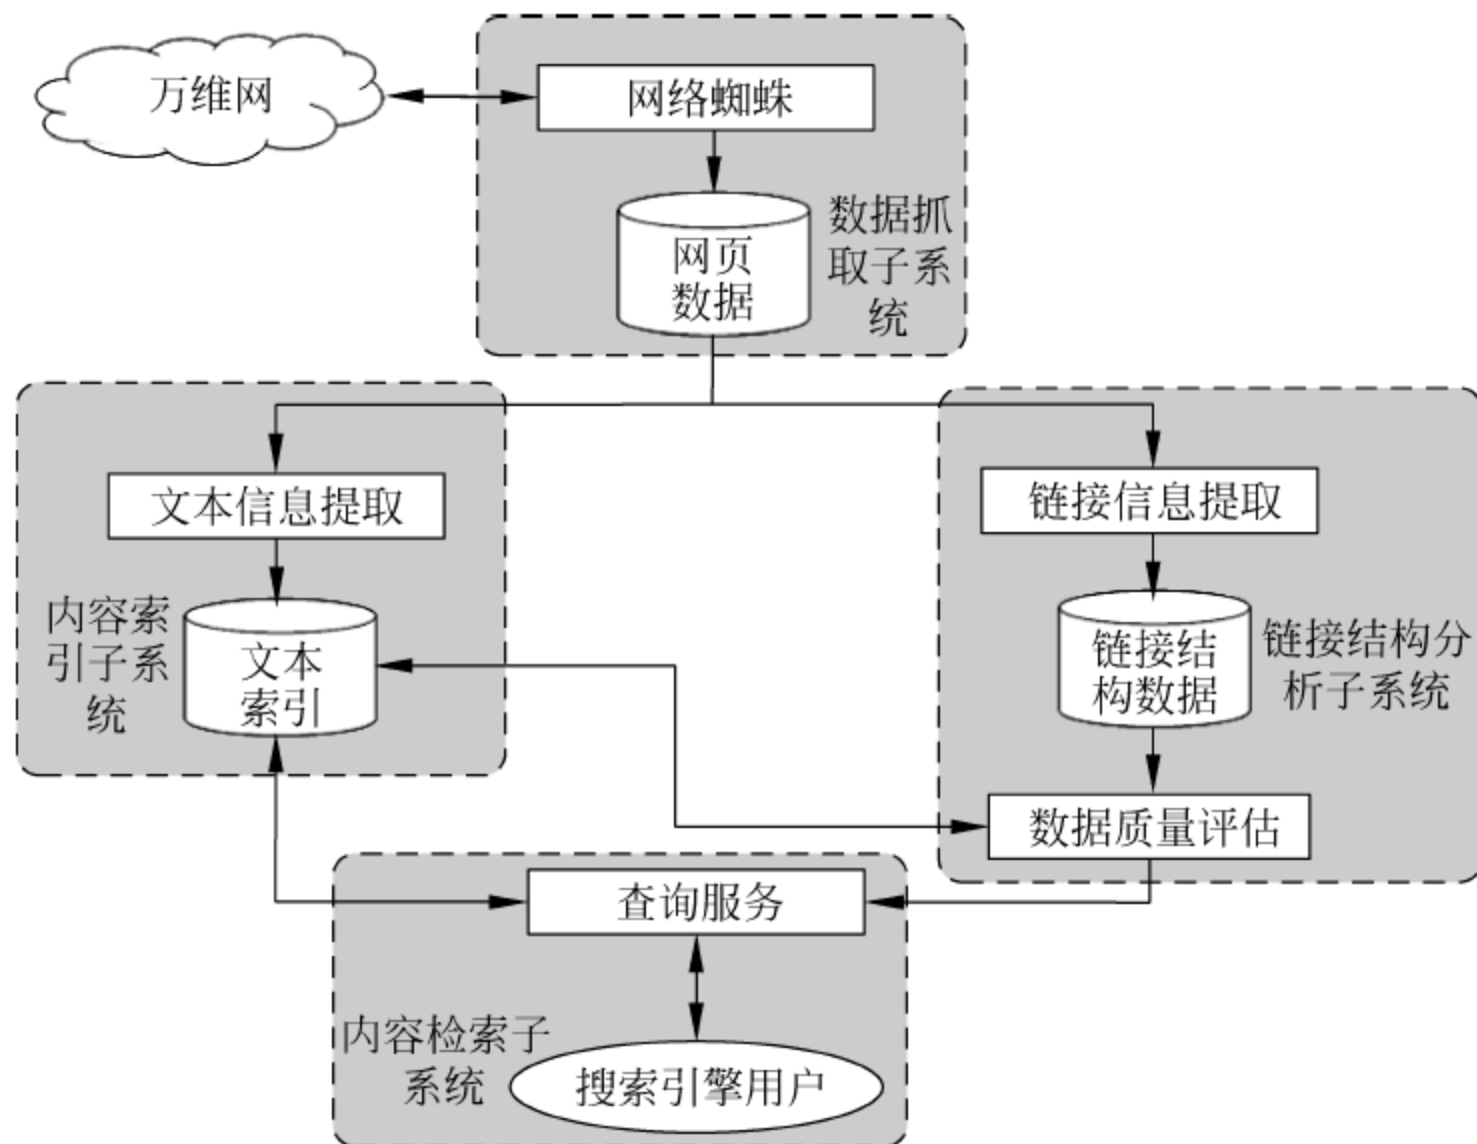 万维网
网络蜘蛛
网页
数据
数据抓
取子系
统
文本信息提取
内容索
引子系
统
文本
索引
链接信息提取
链接结
构数据
链接结构分
析子系统
数据质量评估
查询服务
内容检索子
系统
搜索引擎用户